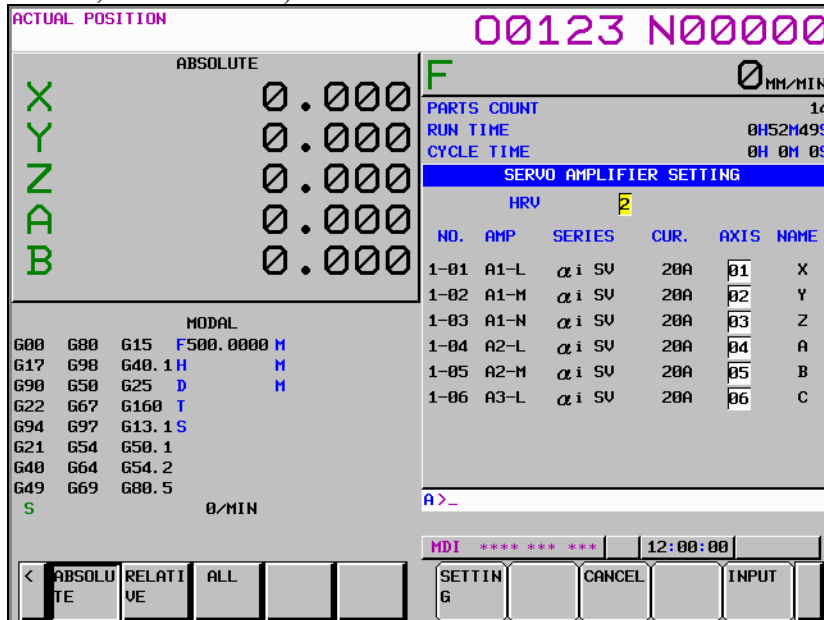 ACTUAL POSITION
O0123 N00000
ABSOLUTE
X 0.000
Y 0.000
Z 0.000
A 0.000
B 0.000
F 0 MM/MIN
PARTS COUNT 14
RUN TIME 0H52M49S
CYCLE TIME 0H 0M 0S
SERVO AMPLIFIER SETTING
HRV 2
NO. AMP SERIES CUR. AXIS NAME
1-01 A1-L αi SV 20A 01 X
1-02 A1-M αi SV 20A 02 Y
1-03 A1-N αi SV 20A 03 Z
1-04 A2-L αi SV 20A 04 A
1-05 A2-M αi SV 20A 05 B
1-06 A3-L αi SV 20A 06 C
MODAL
G00 G80 G15 F500.0000 M
G17 G98 G40.1 H M
G90 G50 G25 D M
G22 G67 G160 T
G94 G97 G13.1 S
G21 G54 G50.1
G40 G64 G54.2
G49 G69 G80.5
S 0/MIN
A>_
MDI **** *** *** 12:00:00
< ABSOLU
TE
RELATI
VE
ALL
SETTIN
G
CANCEL
INPUT